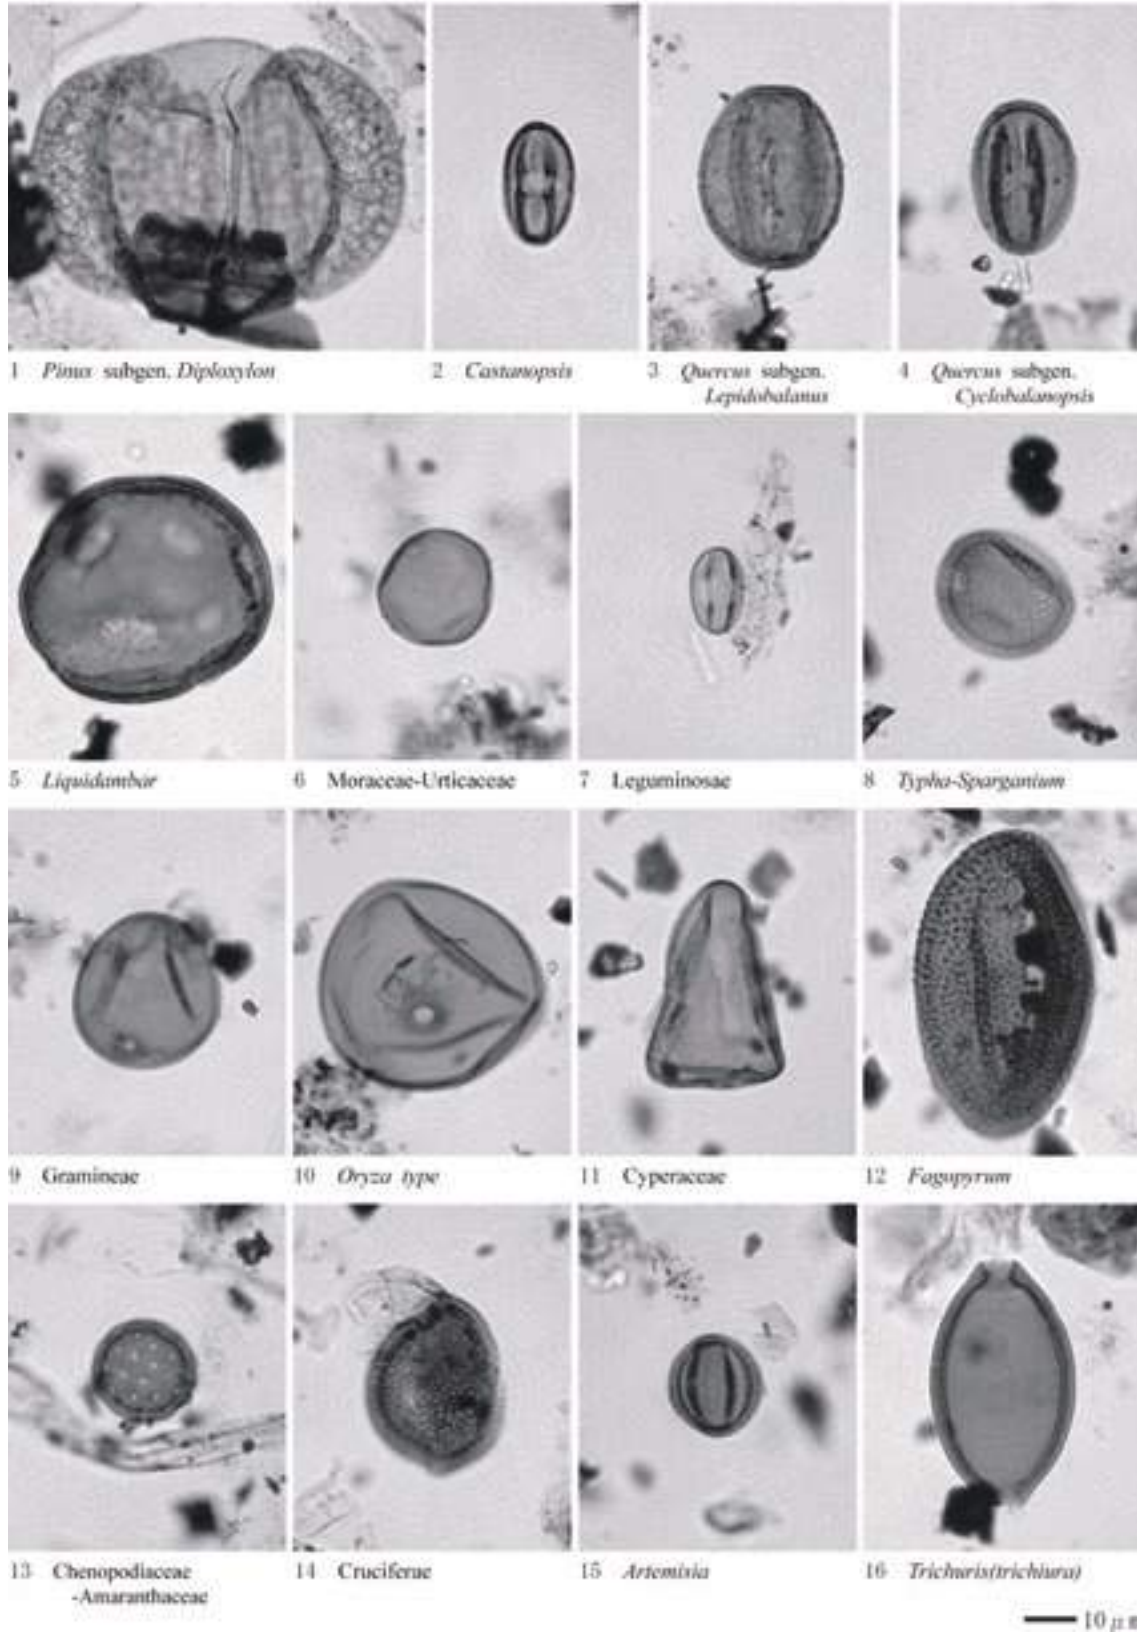 1 Pinus subgen. Diploxylon
2 Castanopsis
3 Quercus subgen.
Lepidobalanus
4 Quercus subgen.
Cyclobalanopsis
5 Liquidambar
6 Moraceae-Urticaceae
7 Leguminosae
8 Typha-Sparganium
9 Gramineae
10 Oryza type
11 Cyperaceae
12 Fagopyrum
13 Chenopodiaceae
-Amaranthaceae
14 Cruciferae
15 Artemisia
16 Trichuris(trichiura)
10 μm